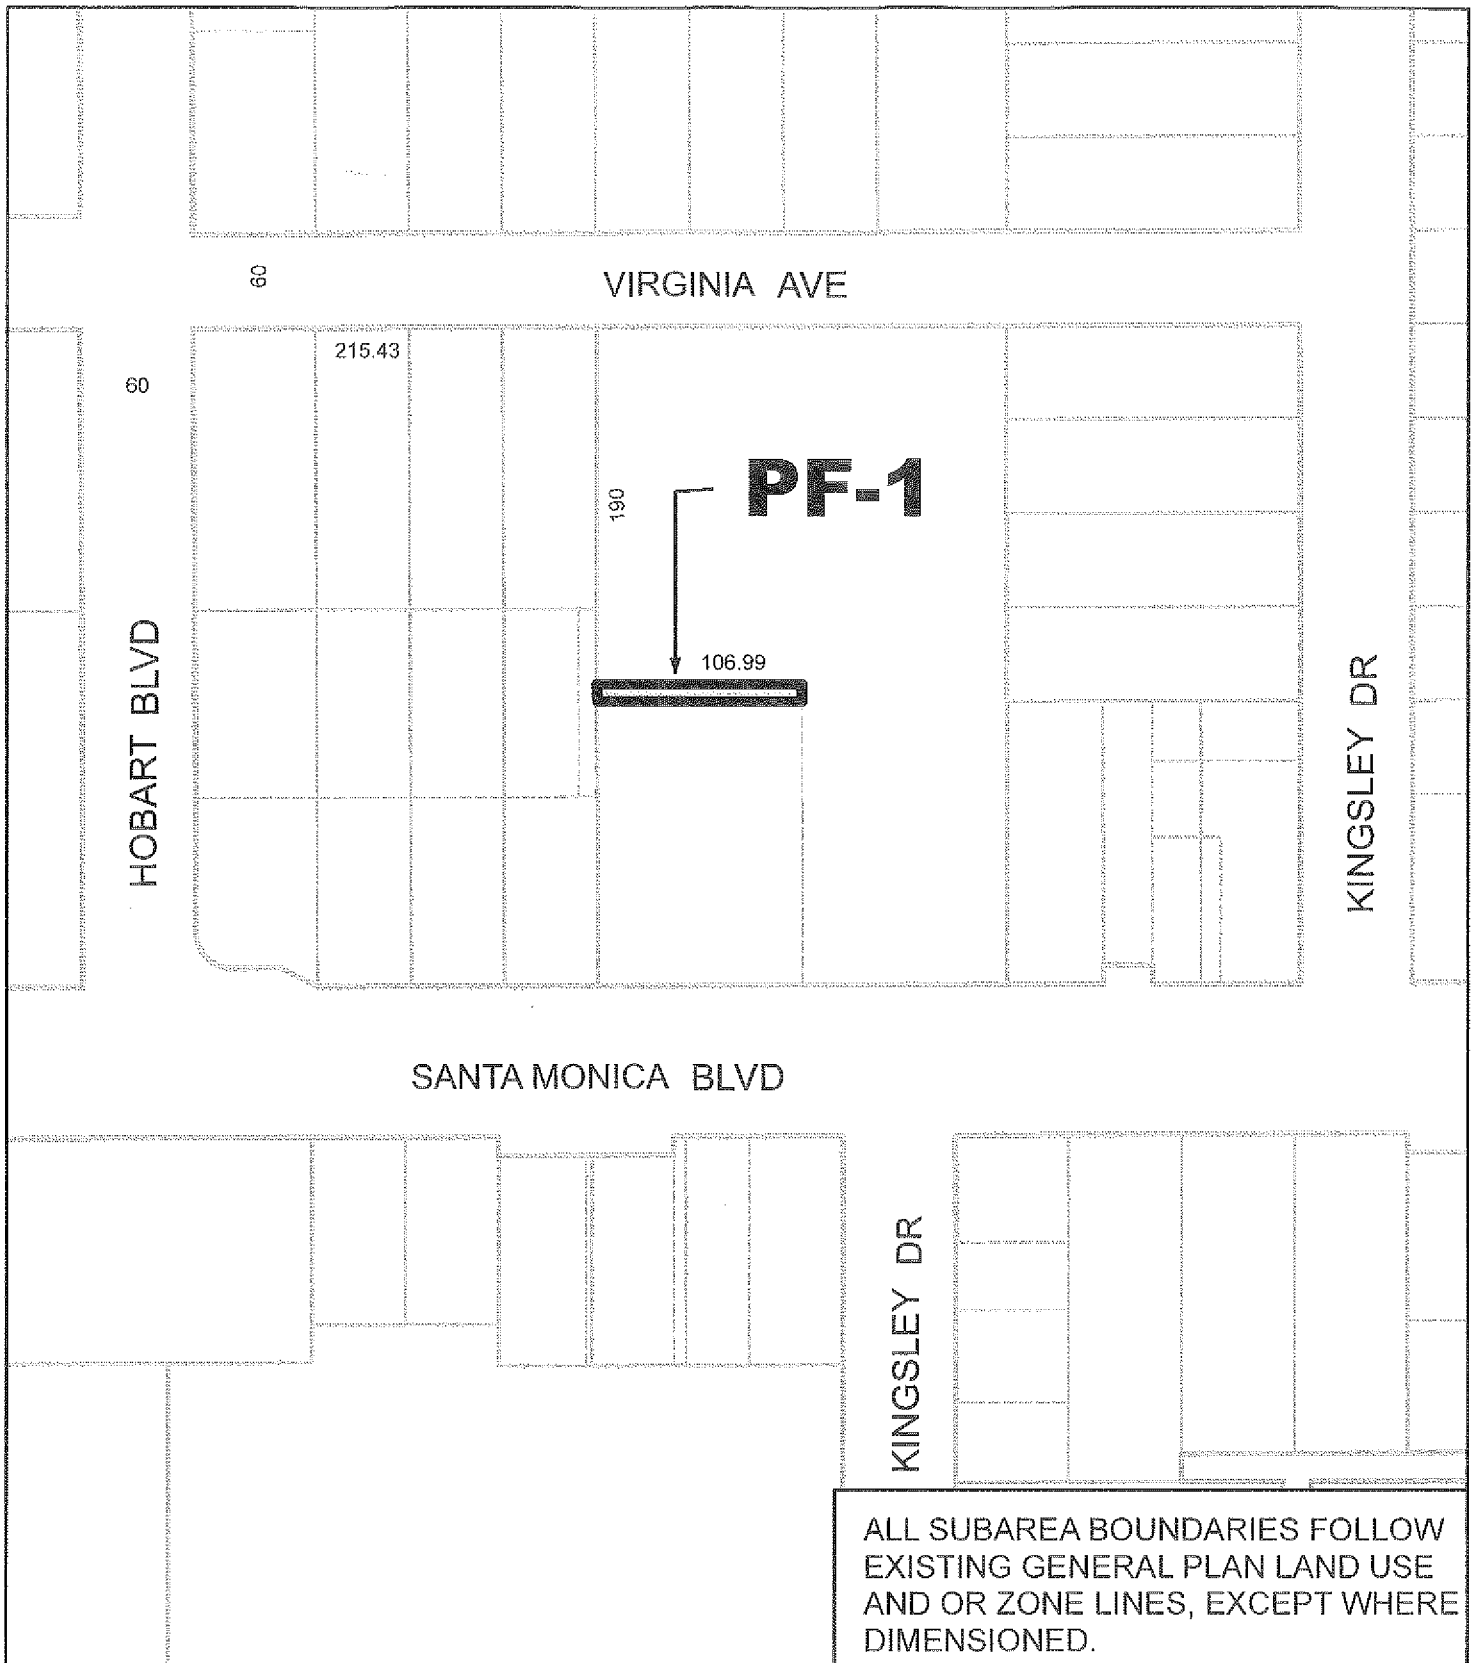 60
VIRGINIA AVE
215.43
60
PF-1
190
106.99
HOBART BLVD
KINGSLEY DR
SANTA MONICA BLVD
KINGSLEY DR
ALL SUBAREA BOUNDARIES FOLLOW
EXISTING GENERAL PLAN LAND USE
AND OR ZONE LINES, EXCEPT WHERE
DIMENSIONED.